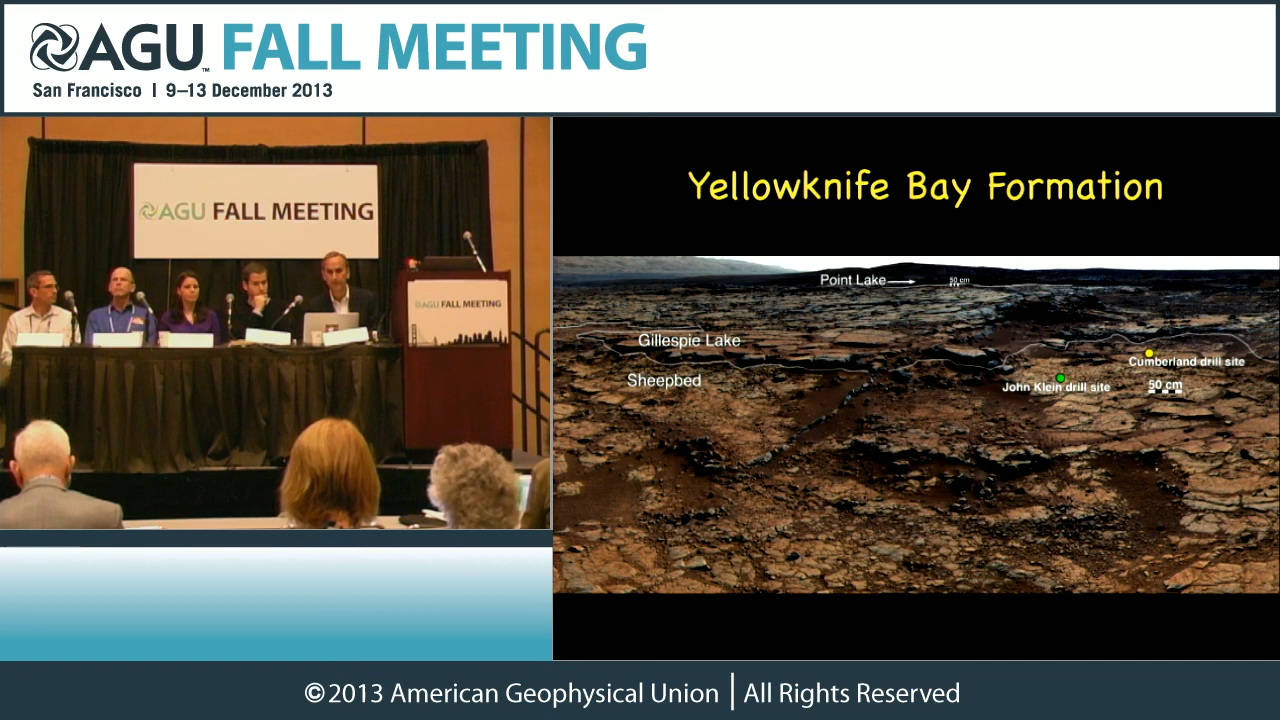 AGU™ FALL MEETING
San Francisco | 9–13 December 2013
AGU FALL MEETING
AGU FALL MEETING
Yellowknife Bay Formation
Point Lake
50 cm
Gillespie Lake
Cumberland drill site
Sheepbed
John Klein drill site
50 cm
©2013 American Geophysical Union | All Rights Reserved